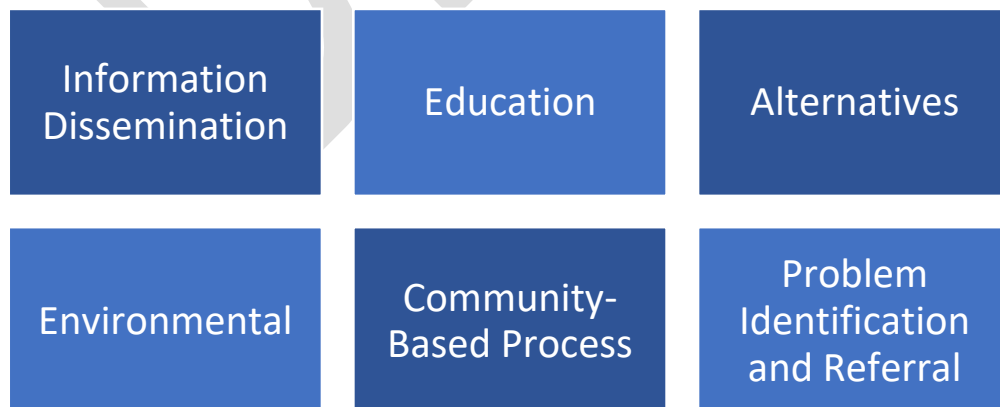 Information
Dissemination
Education
Alternatives
Environmental
Community-
Based Process
Problem
Identification
and Referral